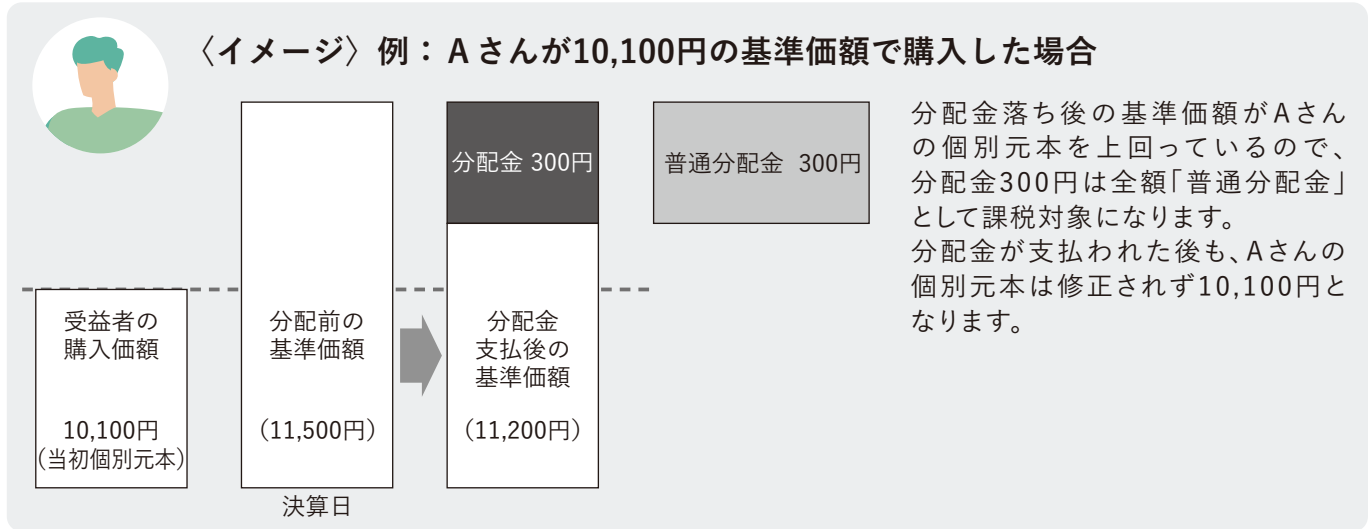 〈イメージ〉例：Aさんが10,100円の基準価額で購入した場合
分配金 300円
普通分配金 300円
分配金落ち後の基準価額がAさん
の個別元本を上回っているので、
分配金300円は全額「普通分配金」
として課税対象になります。
分配金が支払われた後も、Aさんの
個別元本は修正されず10,100円と
なります。
受益者の
購入価額
10,100円
(当初個別元本)
分配前の
基準価額
（11,500円）
決算日
分配金
支払後の
基準価額
（11,200円）